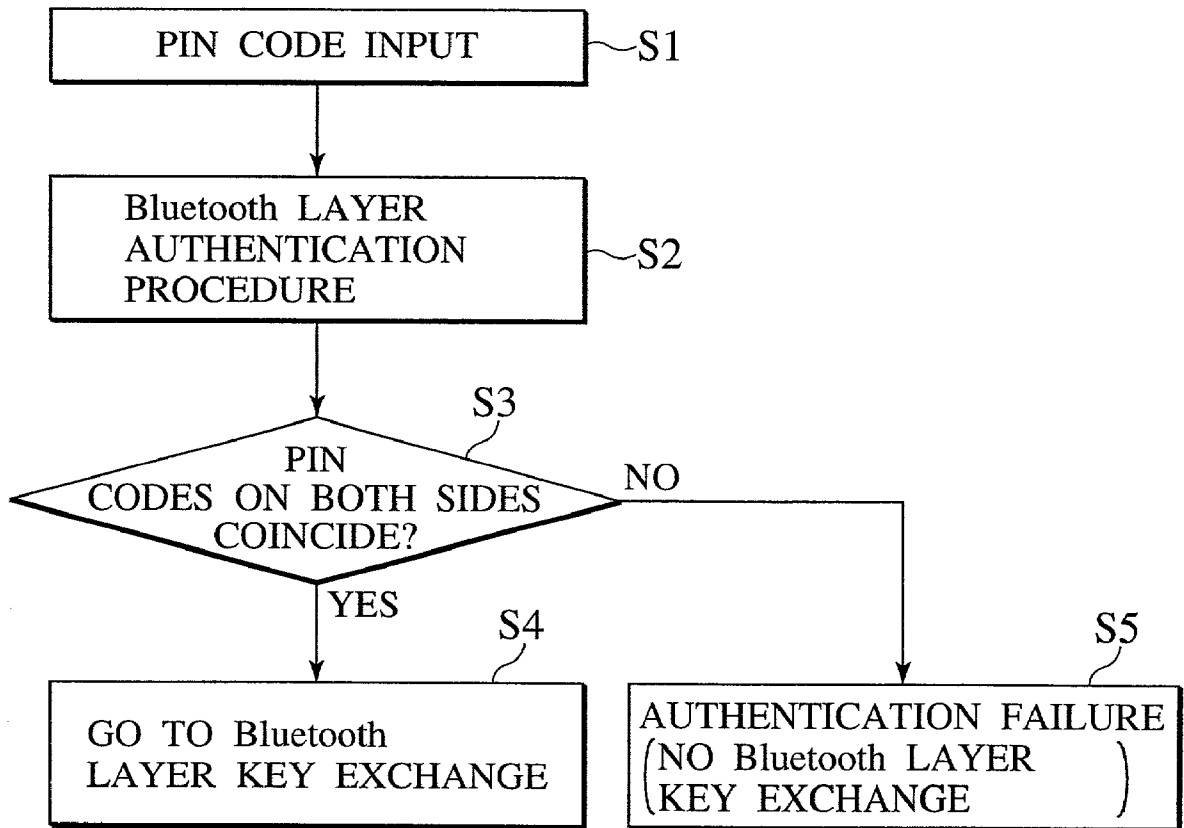 PIN CODE INPUT
S1
Bluetooth LAYER
AUTHENTICATION
PROCEDURE
S2
S3
PIN
CODES ON BOTH SIDES
COINCIDE?
NO
YES
S4
GO TO Bluetooth
LAYER KEY EXCHANGE
S5
AUTHENTICATION FAILURE
(NO Bluetooth LAYER
KEY EXCHANGE)